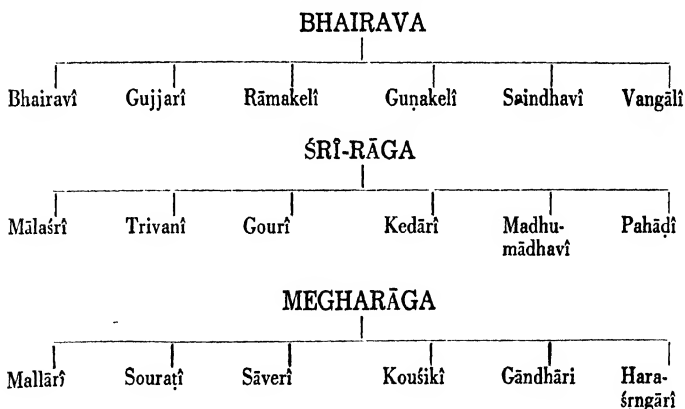 BHAIRAVA
Bhairavî Gujjarî Rāmakelî Guṇakelî Saindhavî Vangālî
ŚRÎ-RĀGA
Mālaśrî Trivanî Gourî Kedārî Madhu- Pahāḍî
mādhavî
MEGHARĀGA
Mallārî Souraṭî Sāverî Kouśikî Gāndhāri Hara-
śrngārî